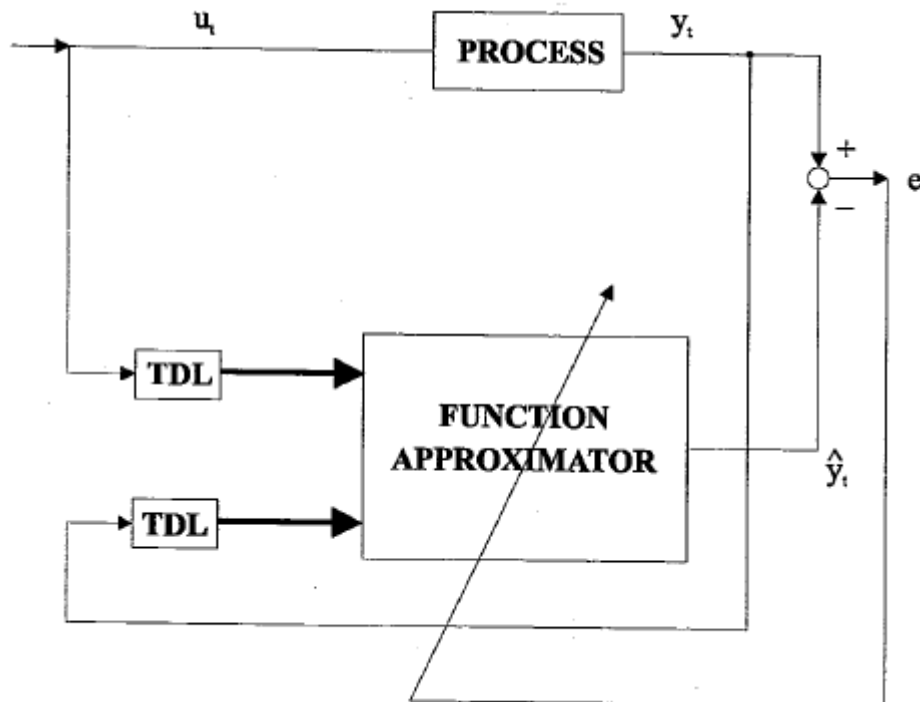 uₜ
PROCESS
yₜ
+
e
−
TDL
FUNCTION
APPROXIMATOR
ŷₜ
TDL